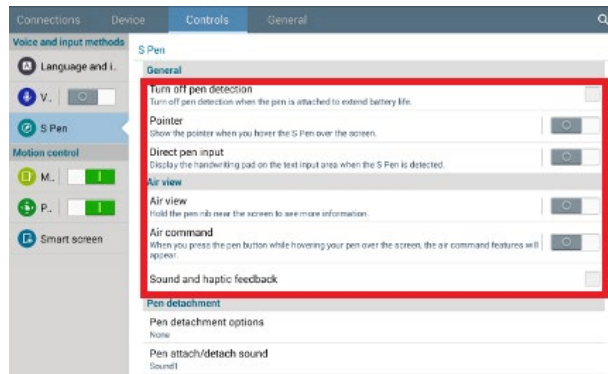 Connections Device Controls General
Voice and input methods
Language and i..
V..
S Pen
Motion control
M..
P..
Smart screen
S Pen
General
Turn off pen detection
Turn off pen detection when the pen is attached to extend battery life.
Pointer
Show the pointer when you hover the S Pen over the screen.
Direct pen input
Display the handwriting pad on the text input area when the S Pen is detected.
Air view
Air view
Hold the pen nib near the screen to see more information.
Air command
When you press the pen button while hovering your pen over the screen, the air command features will
appear.
Sound and haptic feedback
Pen detachment
Pen detachment options
None
Pen attach/detach sound
Sound1